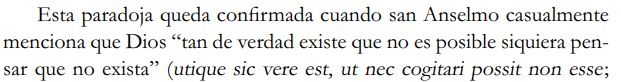 Esta paradoja queda confirmada cuando san Anselmo casualmente
menciona que Dios “tan de verdad existe que no es posible siquiera pen-
sar que no exista” (utique sic vere est, ut nec cogitari possit non esse;